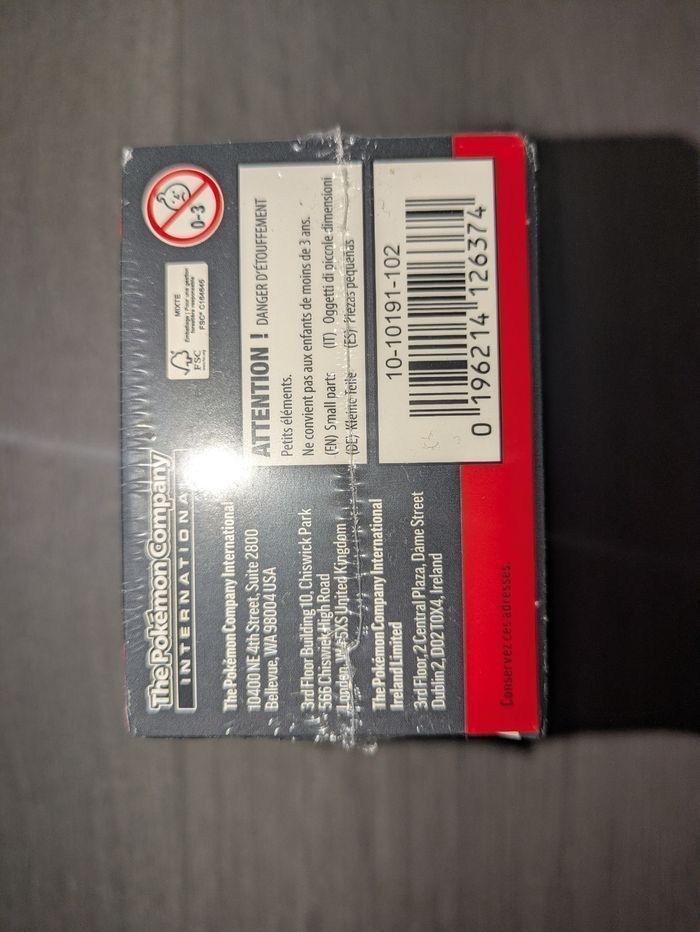 The Pokémon Company
INTERNATIONAL
The Pokémon Company International
10400 NE 4th Street, Suite 2800
Bellevue, WA 98004 USA
3rd Floor Building 10, Chiswick Park
566 Chiswick High Road
London, W4 5XS United Kingdom
The Pokémon Company International
Ireland Limited
3rd Floor, 2 Central Plaza, Dame Street
Dublin 2, D02 T0X4, Ireland
Conservez ces adresses.
FSC
MIXTE
Emballage | Pour une gestion
forestière responsable
FSC® C164646
0-3
ATTENTION ! DANGER D'ÉTOUFFEMENT
Petits éléments.
Ne convient pas aux enfants de moins de 3 ans.
(EN) Small parts (IT) Oggetti di piccole dimensioni
(DE) Kleine Teile (ES) Piezas pequeñas
10-10191-102
0 196214 126374